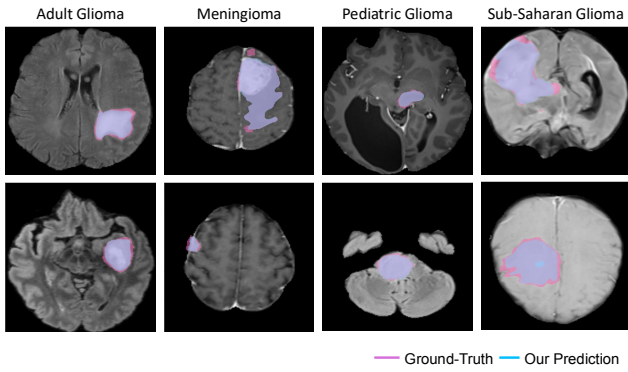 Adult Glioma Meningioma Pediatric Glioma Sub-Saharan Glioma
Ground-Truth Our Prediction